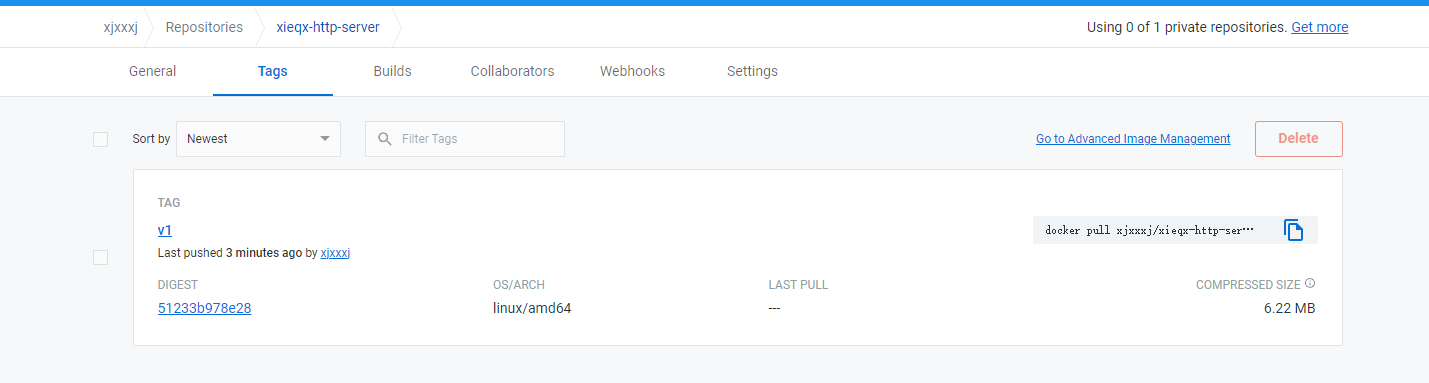 xjxxxj Repositories xieqx-http-server Using 0 of 1 private repositories. Get more
General Tags Builds Collaborators Webhooks Settings
Sort by Newest Filter Tags Go to Advanced Image Management Delete
TAG
v1 docker pull xjxxxj/xieqx-http-ser···
Last pushed 3 minutes ago by xjxxxj
DIGEST OS/ARCH LAST PULL COMPRESSED SIZE
51233b978e28 linux/amd64 --- 6.22 MB